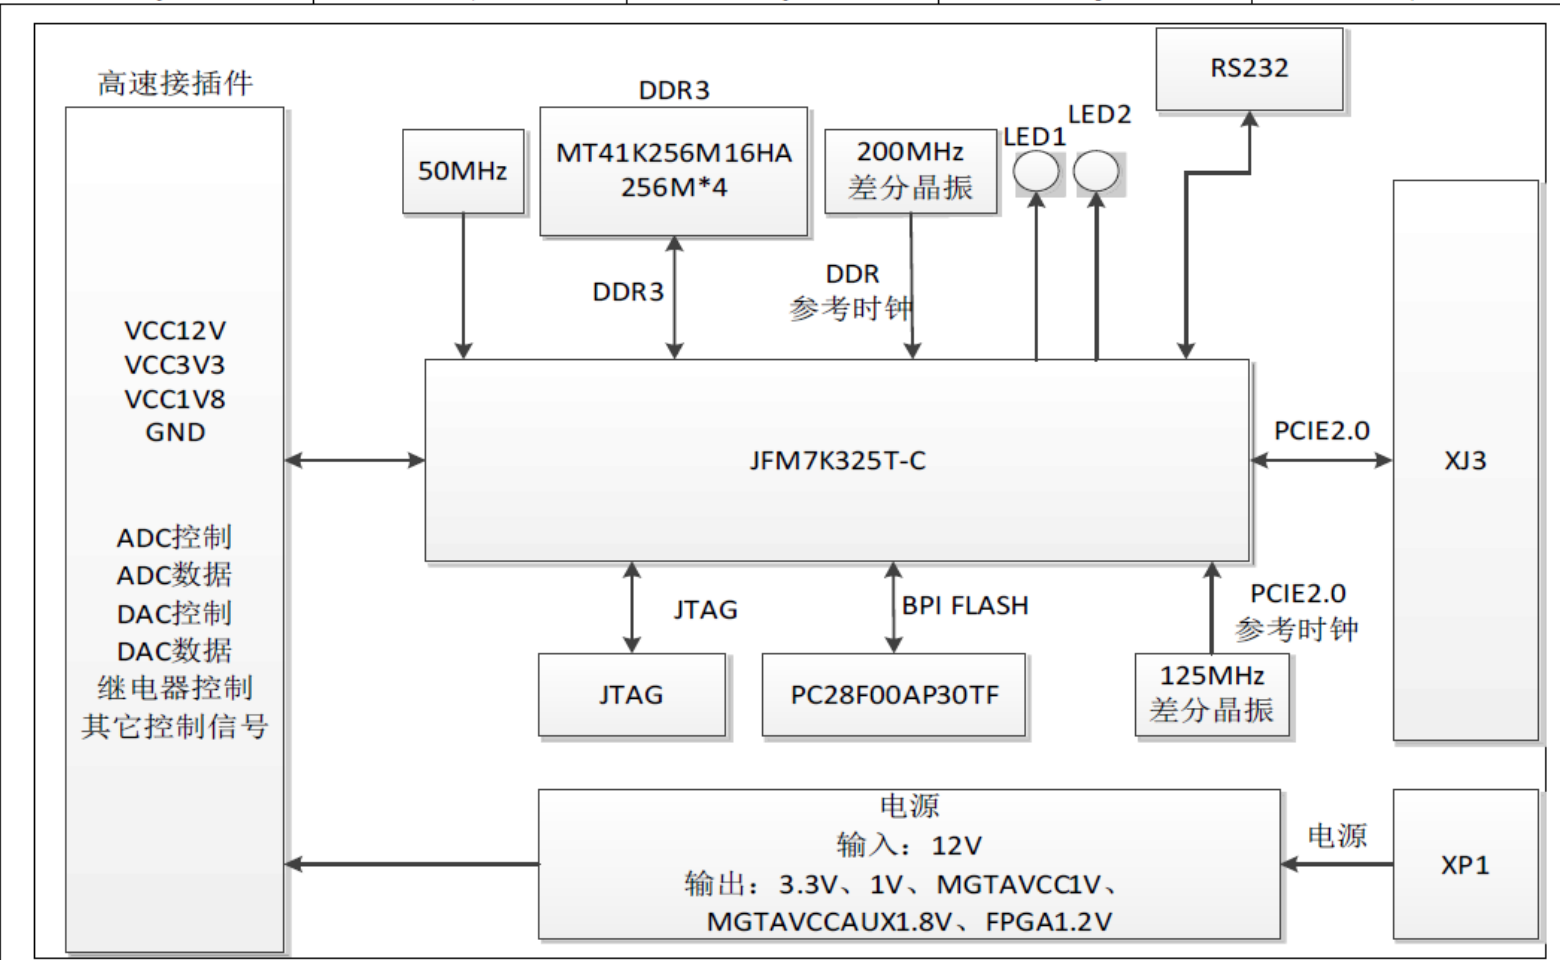 高速接插件
VCC12V
VCC3V3
VCC1V8
GND
ADC控制
ADC数据
DAC控制
DAC数据
继电器控制
其它控制信号
50MHz
DDR3
MT41K256M16HA
256M*4
DDR3
200MHz
差分晶振
DDR
参考时钟
LED1
LED2
RS232
JFM7K325T-C
PCIE2.0
XJ3
JTAG
JTAG
BPI FLASH
PC28F00AP30TF
PCIE2.0
参考时钟
125MHz
差分晶振
电源
输入：12V
输出：3.3V、1V、MGTAVCC1V、
MGTAVCCAUX1.8V、FPGA1.2V
电源
XP1